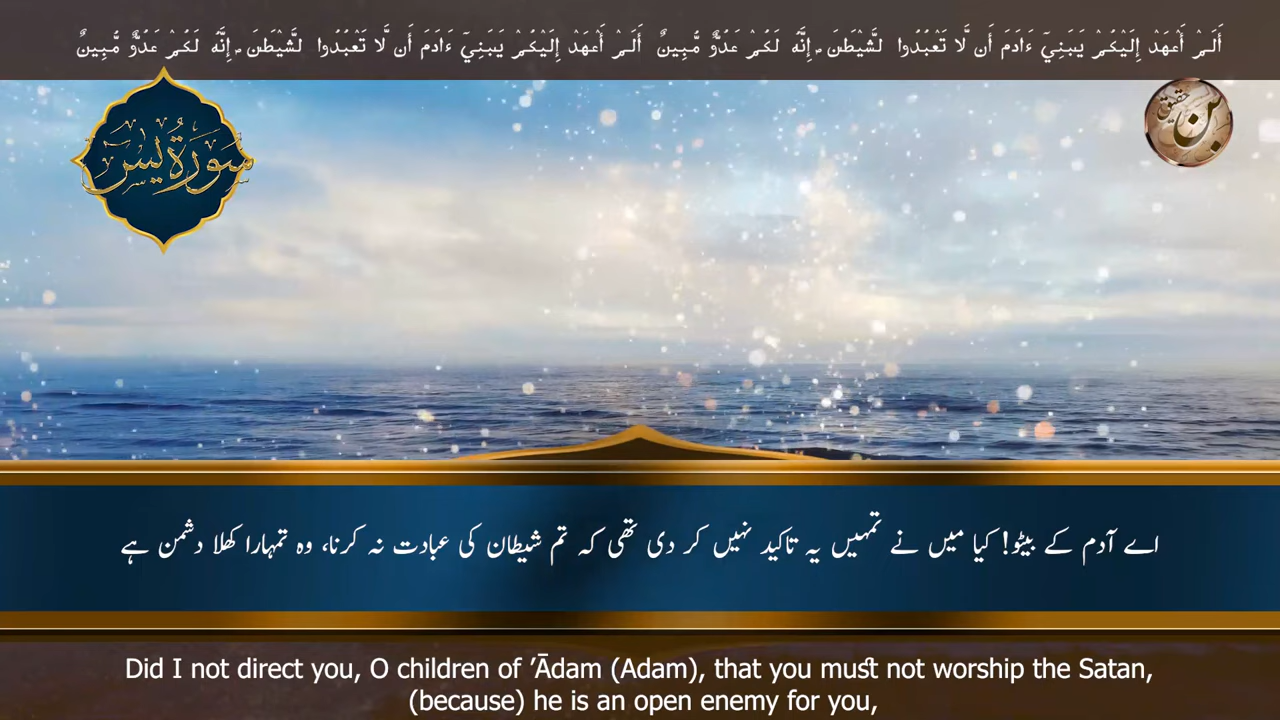 أَلَمْ أَعْهَدْ إِلَيْكُمْ يَـٰبَنِىٓ ءَادَمَ أَن لَّا تَعْبُدُوا۟ ٱلشَّيْطَـٰنَ ۖ إِنَّهُۥ لَكُمْ عَدُوٌّۭ مُّبِينٌۭ أَلَمْ أَعْهَدْ إِلَيْكُمْ يَـٰبَنِىٓ ءَادَمَ أَن لَّا تَعْبُدُوا۟ ٱلشَّيْطَـٰنَ ۖ إِنَّهُۥ لَكُمْ عَدُوٌّۭ مُّبِينٌۭ
سُورَةُ يس
اے آدم کے بیٹو! کیا میں نے تمہیں یہ تاکید نہیں کر دی تھی کہ تم شیطان کی عبادت نہ کرنا، وہ تمہارا کھلا دشمن ہے
Did I not direct you, O children of ’Ādam (Adam), that you must not worship the Satan,
(because) he is an open enemy for you,